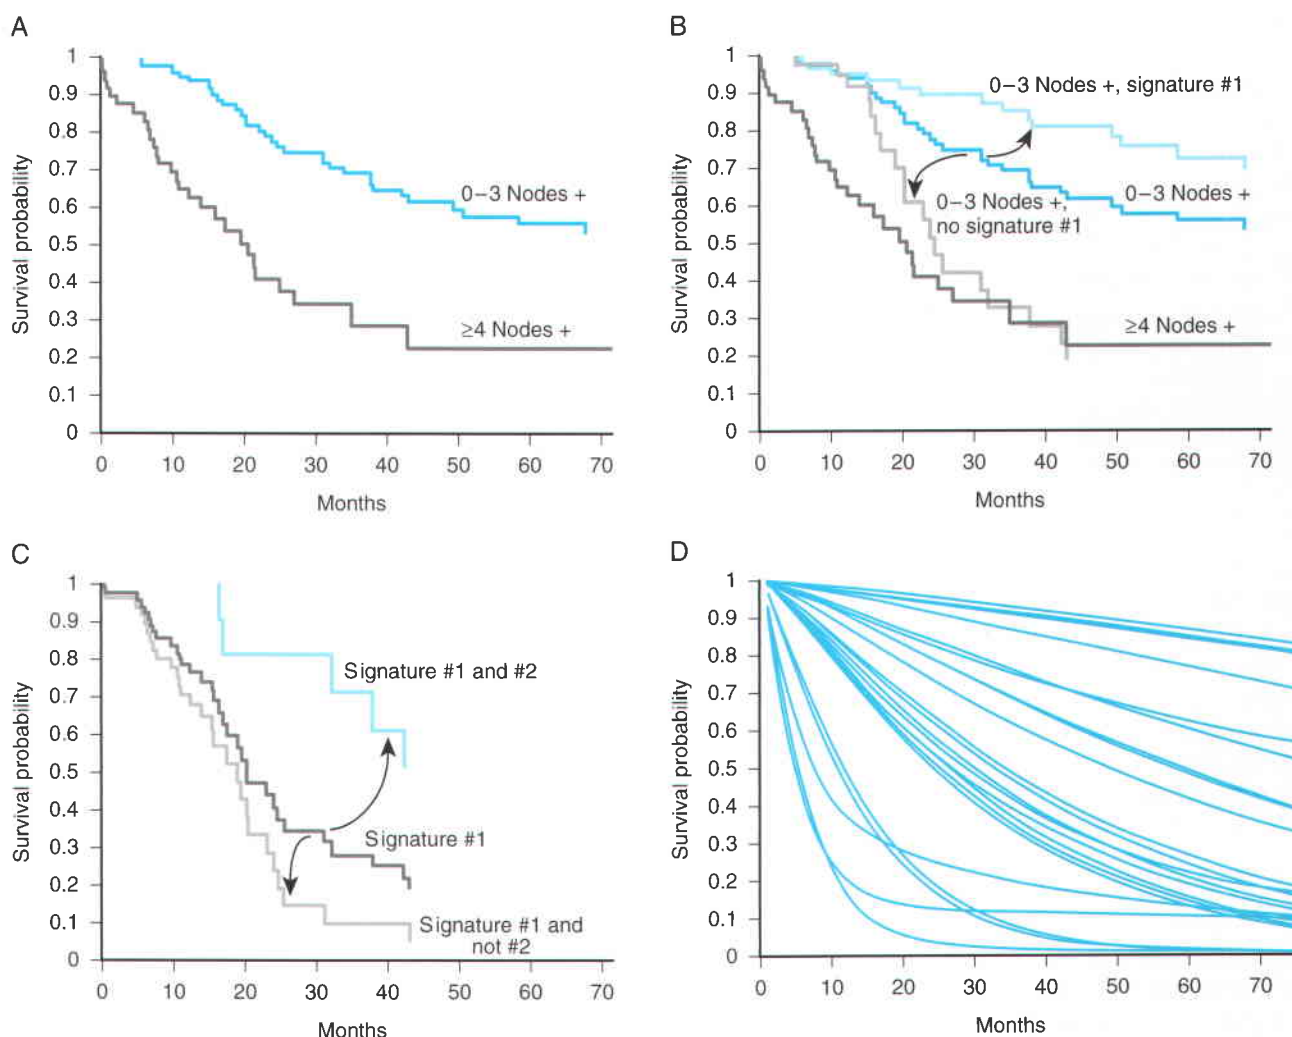 A
1
0.9
0.8
0.7
0.6
0.5
0.4
0.3
0.2
0.1
0
Survival probability
0–3 Nodes +
≥4 Nodes +
0 10 20 30 40 50 60 70
Months
B
1
0.9
0.8
0.7
0.6
0.5
0.4
0.3
0.2
0.1
0
Survival probability
0–3 Nodes +, signature #1
0–3 Nodes +
0–3 Nodes +,
no signature #1
≥4 Nodes +
0 10 20 30 40 50 60 70
Months
C
1
0.9
0.8
0.7
0.6
0.5
0.4
0.3
0.2
0.1
0
Survival probability
Signature #1 and #2
Signature #1
Signature #1 and
not #2
0 10 20 30 40 50 60 70
Months
D
1
0.9
0.8
0.7
0.6
0.5
0.4
0.3
0.2
0.1
0
Survival probability
0 10 20 30 40 50 60 70
Months